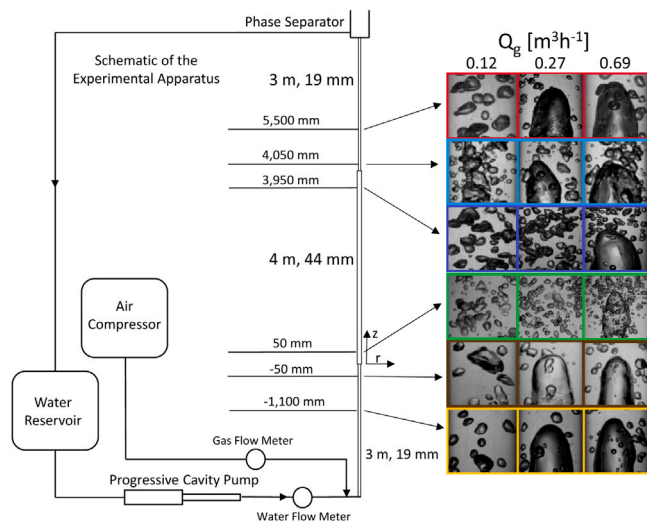 Phase Separator
Schematic of the
Experimental Apparatus
3 m, 19 mm
Q_g [m³h⁻¹]
0.12 0.27 0.69
5,500 mm
4,050 mm
3,950 mm
4 m, 44 mm
Air
Compressor
50 mm
z
r
-50 mm
-1,100 mm
Water
Reservoir
Gas Flow Meter
3 m, 19 mm
Progressive Cavity Pump
Water Flow Meter